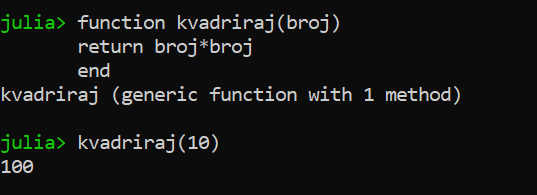 julia> function kvadriraj(broj)
       return broj*broj
       end
kvadriraj (generic function with 1 method)
julia> kvadriraj(10)
100